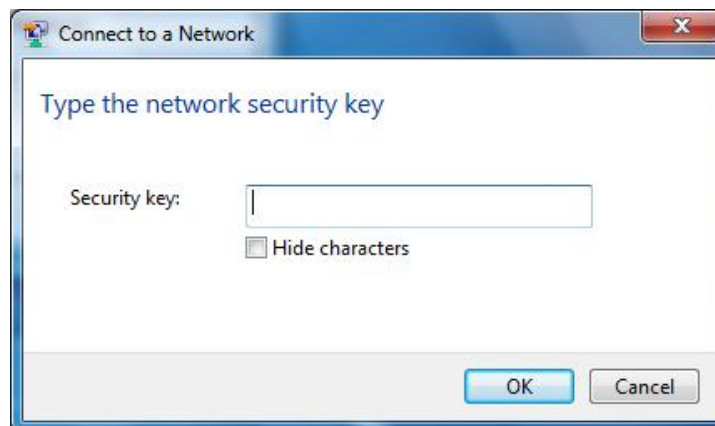 Connect to a Network
Type the network security key
Security key:
Hide characters
OK Cancel